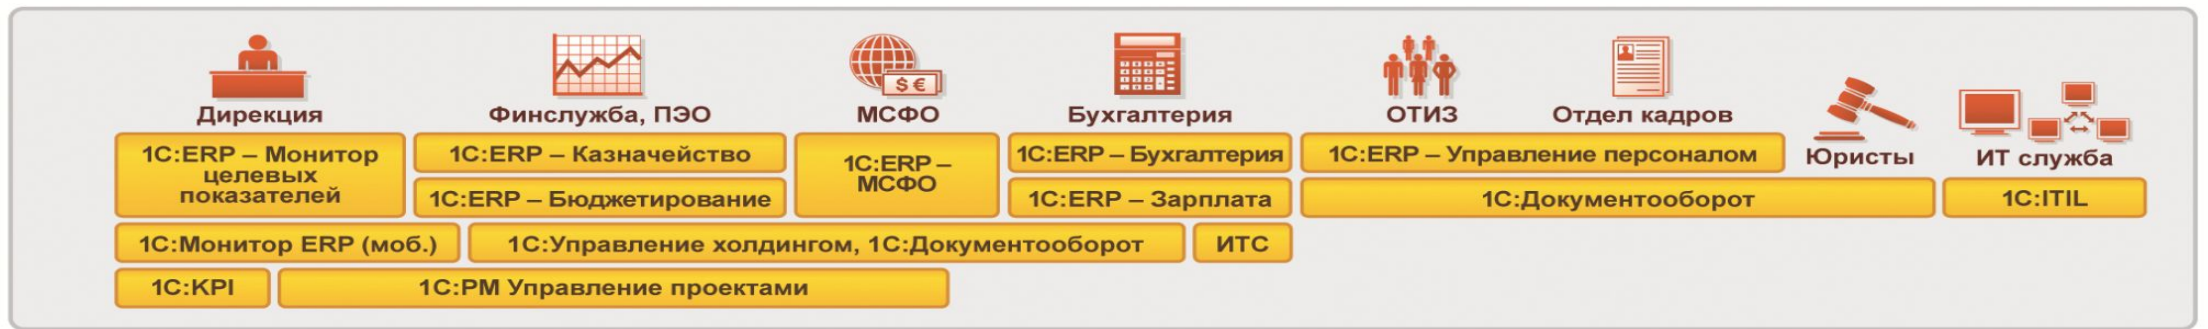 $ €
Дирекция
Финслужба, ПЭО
МСФО
Бухгалтерия
ОТИЗ
Отдел кадров
Юристы
ИТ служба
1С:ERP – Монитор
целевых
показателей
1С:ERP – Казначейство
1С:ERP –
МСФО
1С:ERP – Бухгалтерия
1С:ERP – Управление персоналом
1С:ERP – Бюджетирование
1С:ERP – Зарплата
1С:Документооборот
1С:ITIL
1С:Монитор ERP (моб.)
1С:Управление холдингом, 1С:Документооборот
ИТС
1С:KPI
1С:PM Управление проектами